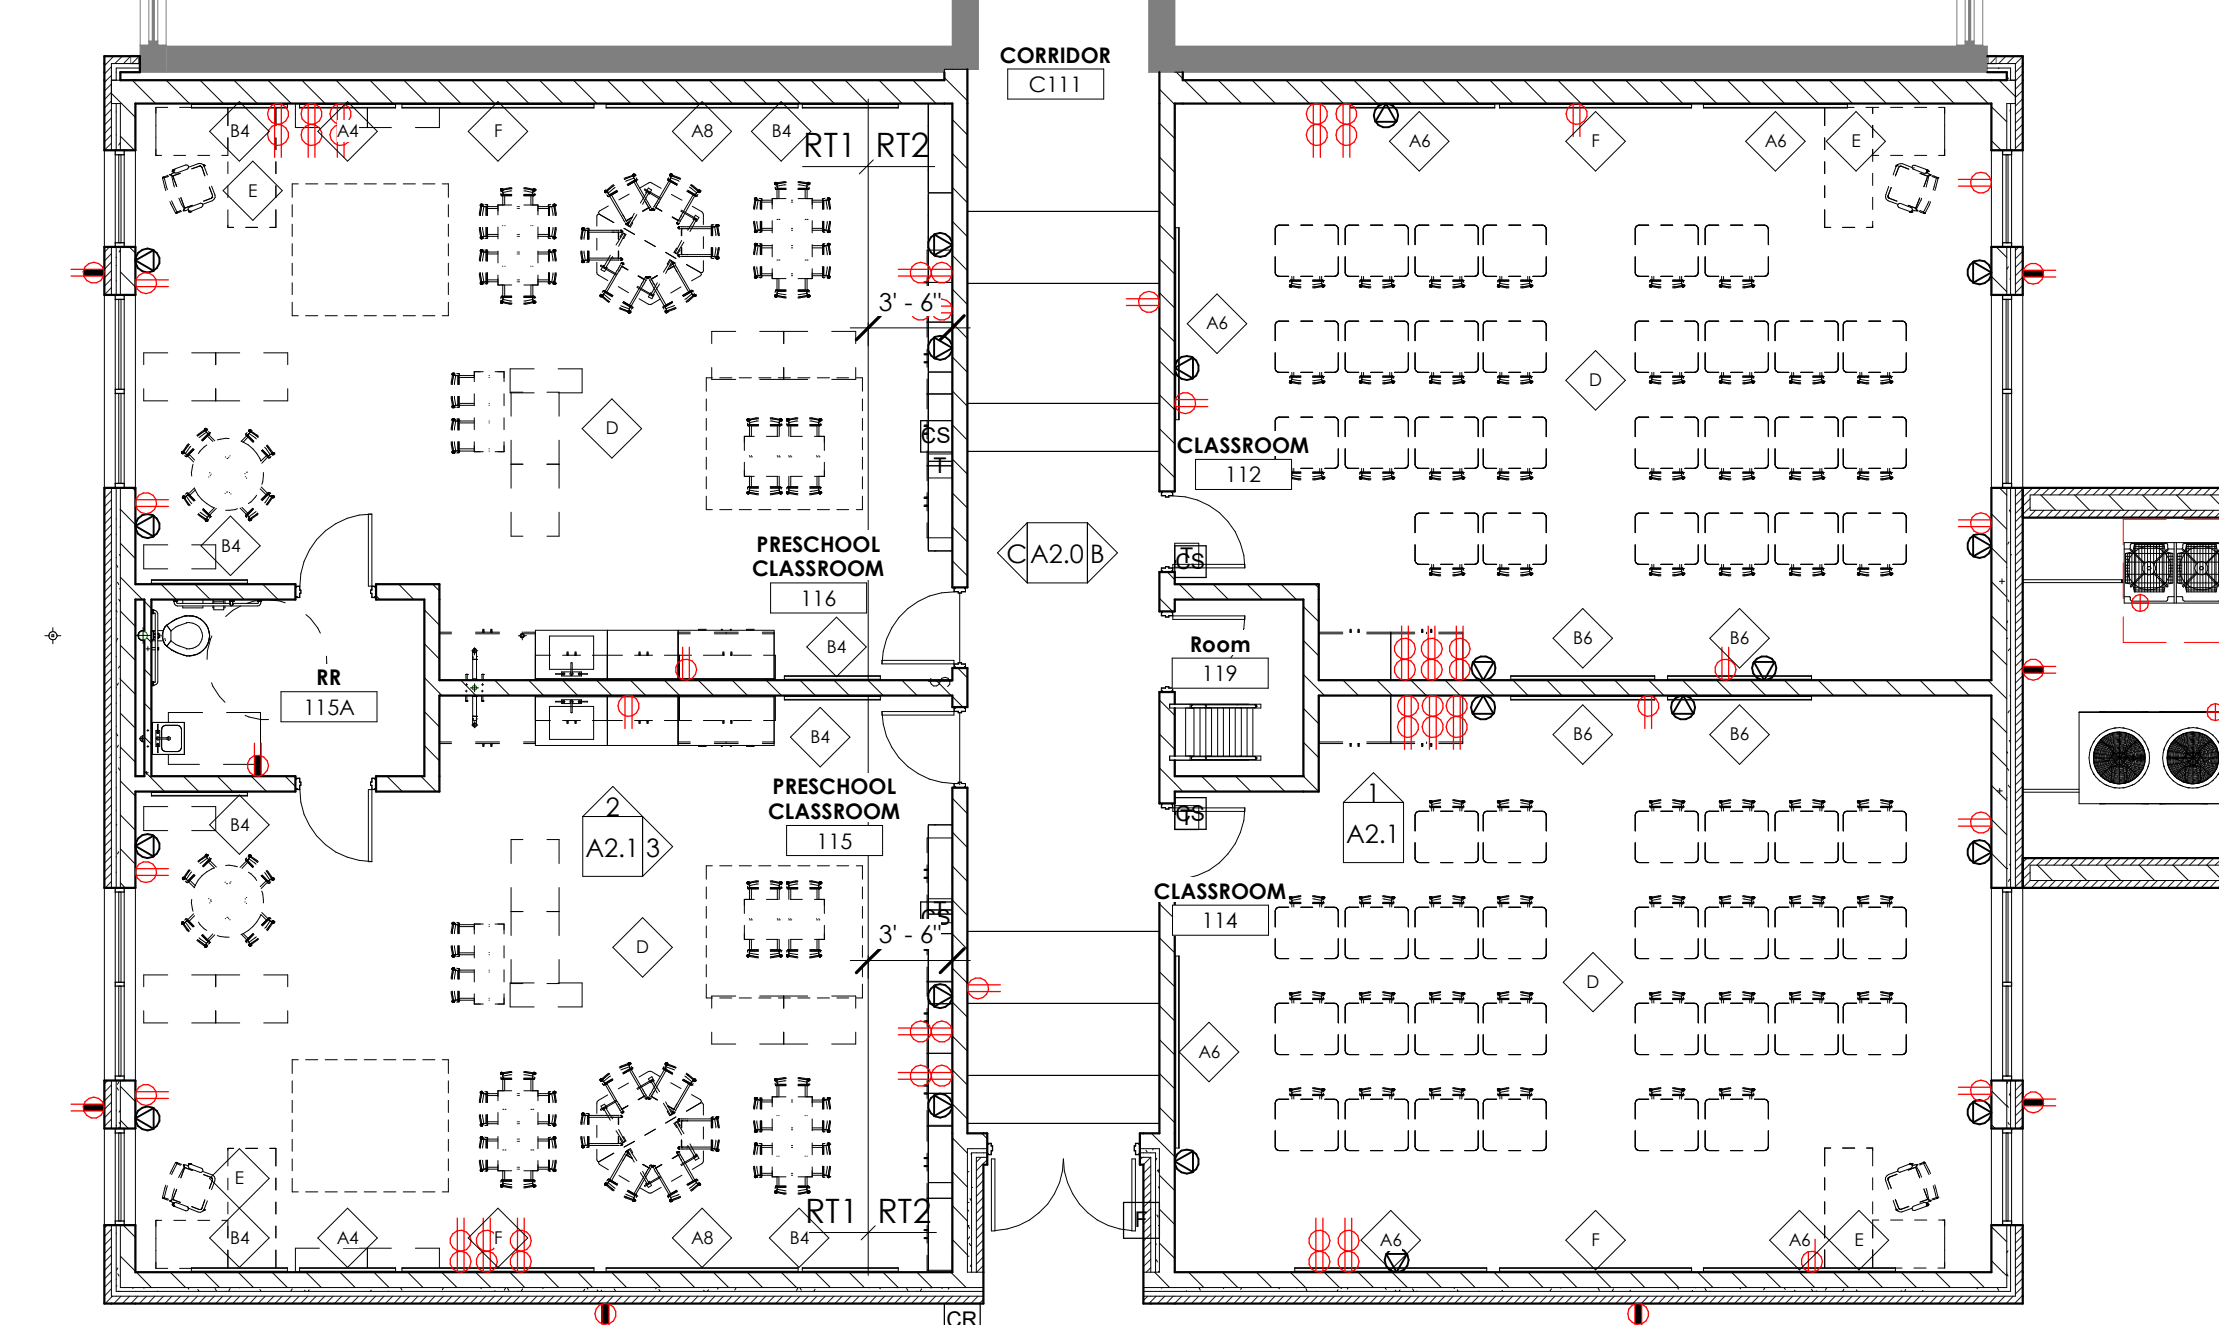 CORRIDOR
C111
B4
A4
F
A8
B4
RT1
RT2
A6
F
A6
E
E
3' - 6"
A6
D
D
CS
T
CLASSROOM
112
B4
PRESCHOOL
CLASSROOM
116
C
A2.0
B
T
CS
B4
B6
B6
Room
119
RR
115A
S
B4
B6
B6
PRESCHOOL
CLASSROOM
115
B4
2
A2.1
3
CS
T
1
A2.1
CLASSROOM
114
T
CS
3' - 6"
D
D
A6
E
RT1
RT2
B4
A4
F
A8
B4
F
A6
F
A6
E
CR